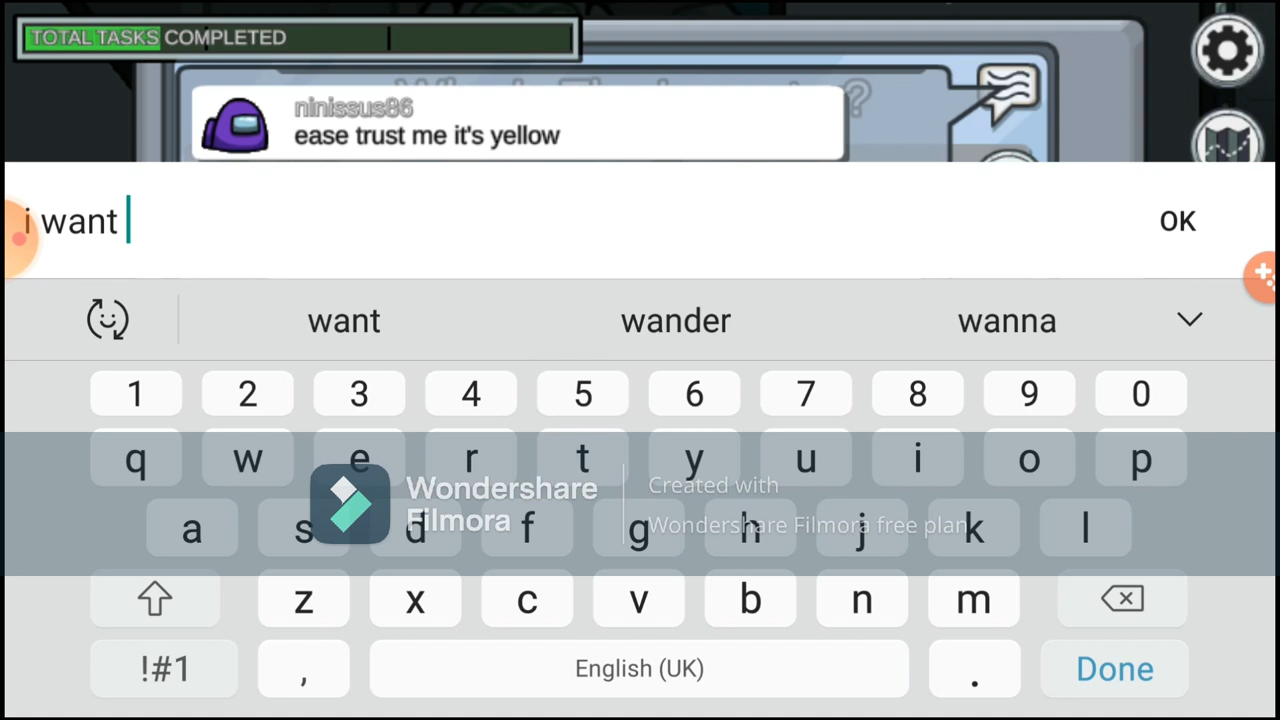 TOTAL TASKS COMPLETED
?
ninissus86
ease trust me it's yellow
i want
OK
want wander wanna
1 2 3 4 5 6 7 8 9 0
q w e r t y u i o p
Wondershare
Filmora
Created with
Wondershare Filmora free plan
a s d f g h j k l
z x c v b n m
!#1 , English (UK) . Done